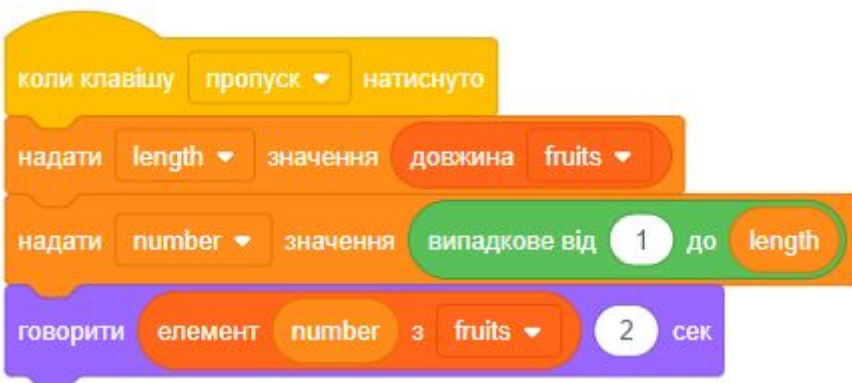 коли клавішу пропуск натиснуто
надати length значення довжина fruits
надати number значення випадкове від 1 до length
говорити елемент number з fruits 2 сек